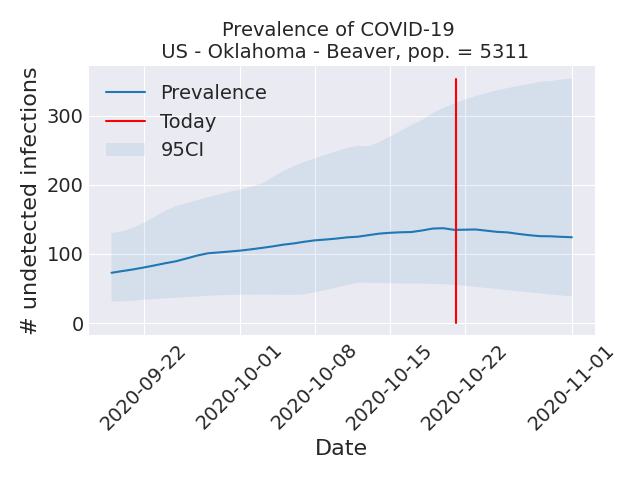 Prevalence of COVID-19
US - Oklahoma - Beaver, pop. = 5311
# undetected infections
300
200
100
0
Prevalence
Today
95CI
2020-09-22
2020-10-01
2020-10-08
2020-10-15
2020-10-22
2020-11-01
Date